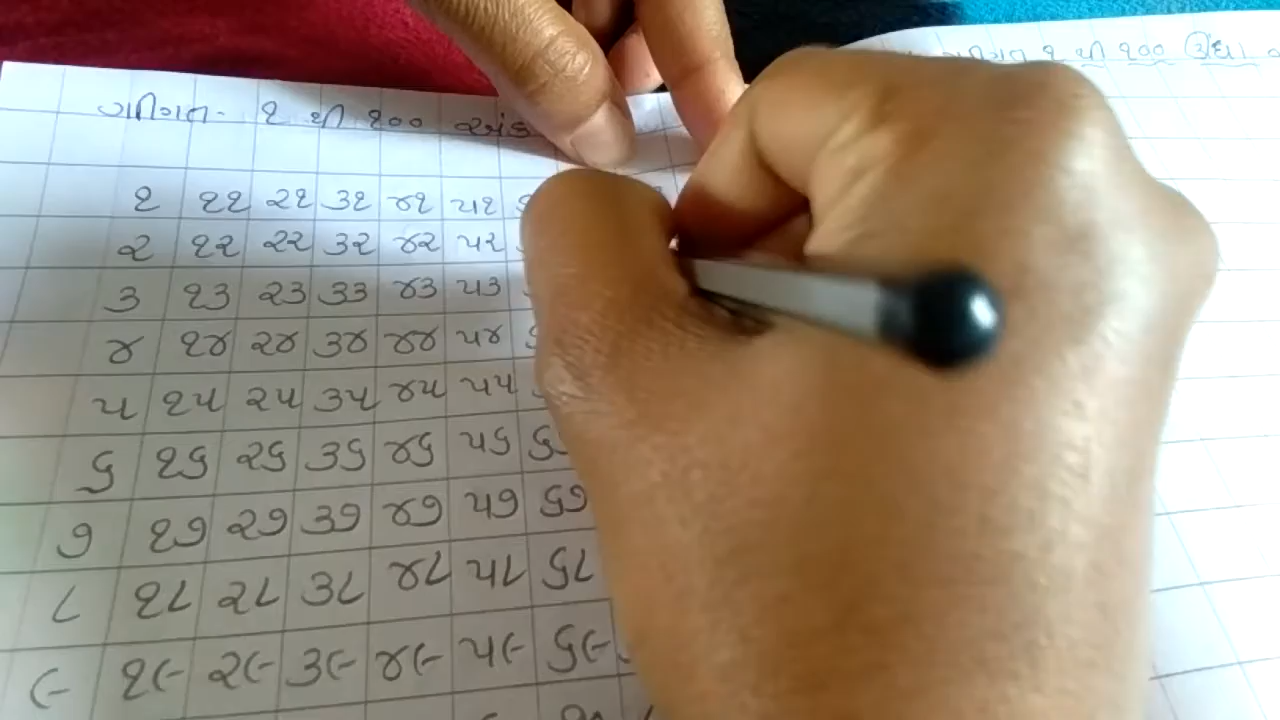 ગણિત- ૧ થી ૧૦૦ અંક
૧ ૧૧ ૨૧ ૩૧ ૪૧ ૫૧
૨ ૧૨ ૨૨ ૩૨ ૪૨ ૫૨
૩ ૧૩ ૨૩ ૩૩ ૪૩ ૫૩
૪ ૧૪ ૨૪ ૩૪ ૪૪ ૫૪
૫ ૧૫ ૨૫ ૩૫ ૪૫ ૫૫
૬ ૧૬ ૨૬ ૩૬ ૪૬ ૫૬ ૬
૭ ૧૭ ૨૭ ૩૭ ૪૭ ૫૭ ૬૭
૮ ૧૮ ૨૮ ૩૮ ૪૮ ૫૮ ૬૮
૯ ૧૯ ૨૯ ૩૯ ૪૯ ૫૯ ૬૯
૧ થી ૧૦૦ ઊંધા